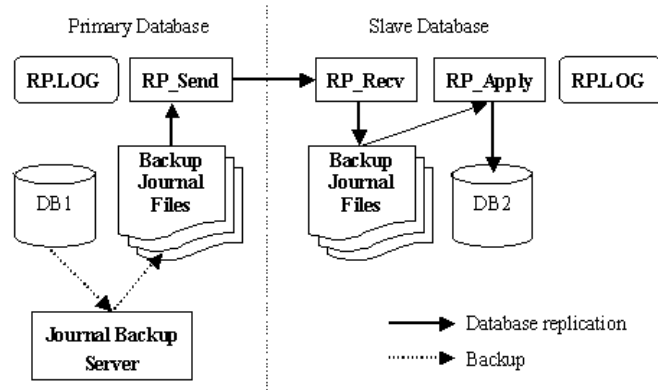 Primary Database
Slave Database
RP.LOG
RP_Send
RP_Recv
RP_Apply
RP.LOG
DB1
Backup
Journal
Files
Backup
Journal
Files
DB2
Journal Backup
Server
Database replication
Backup